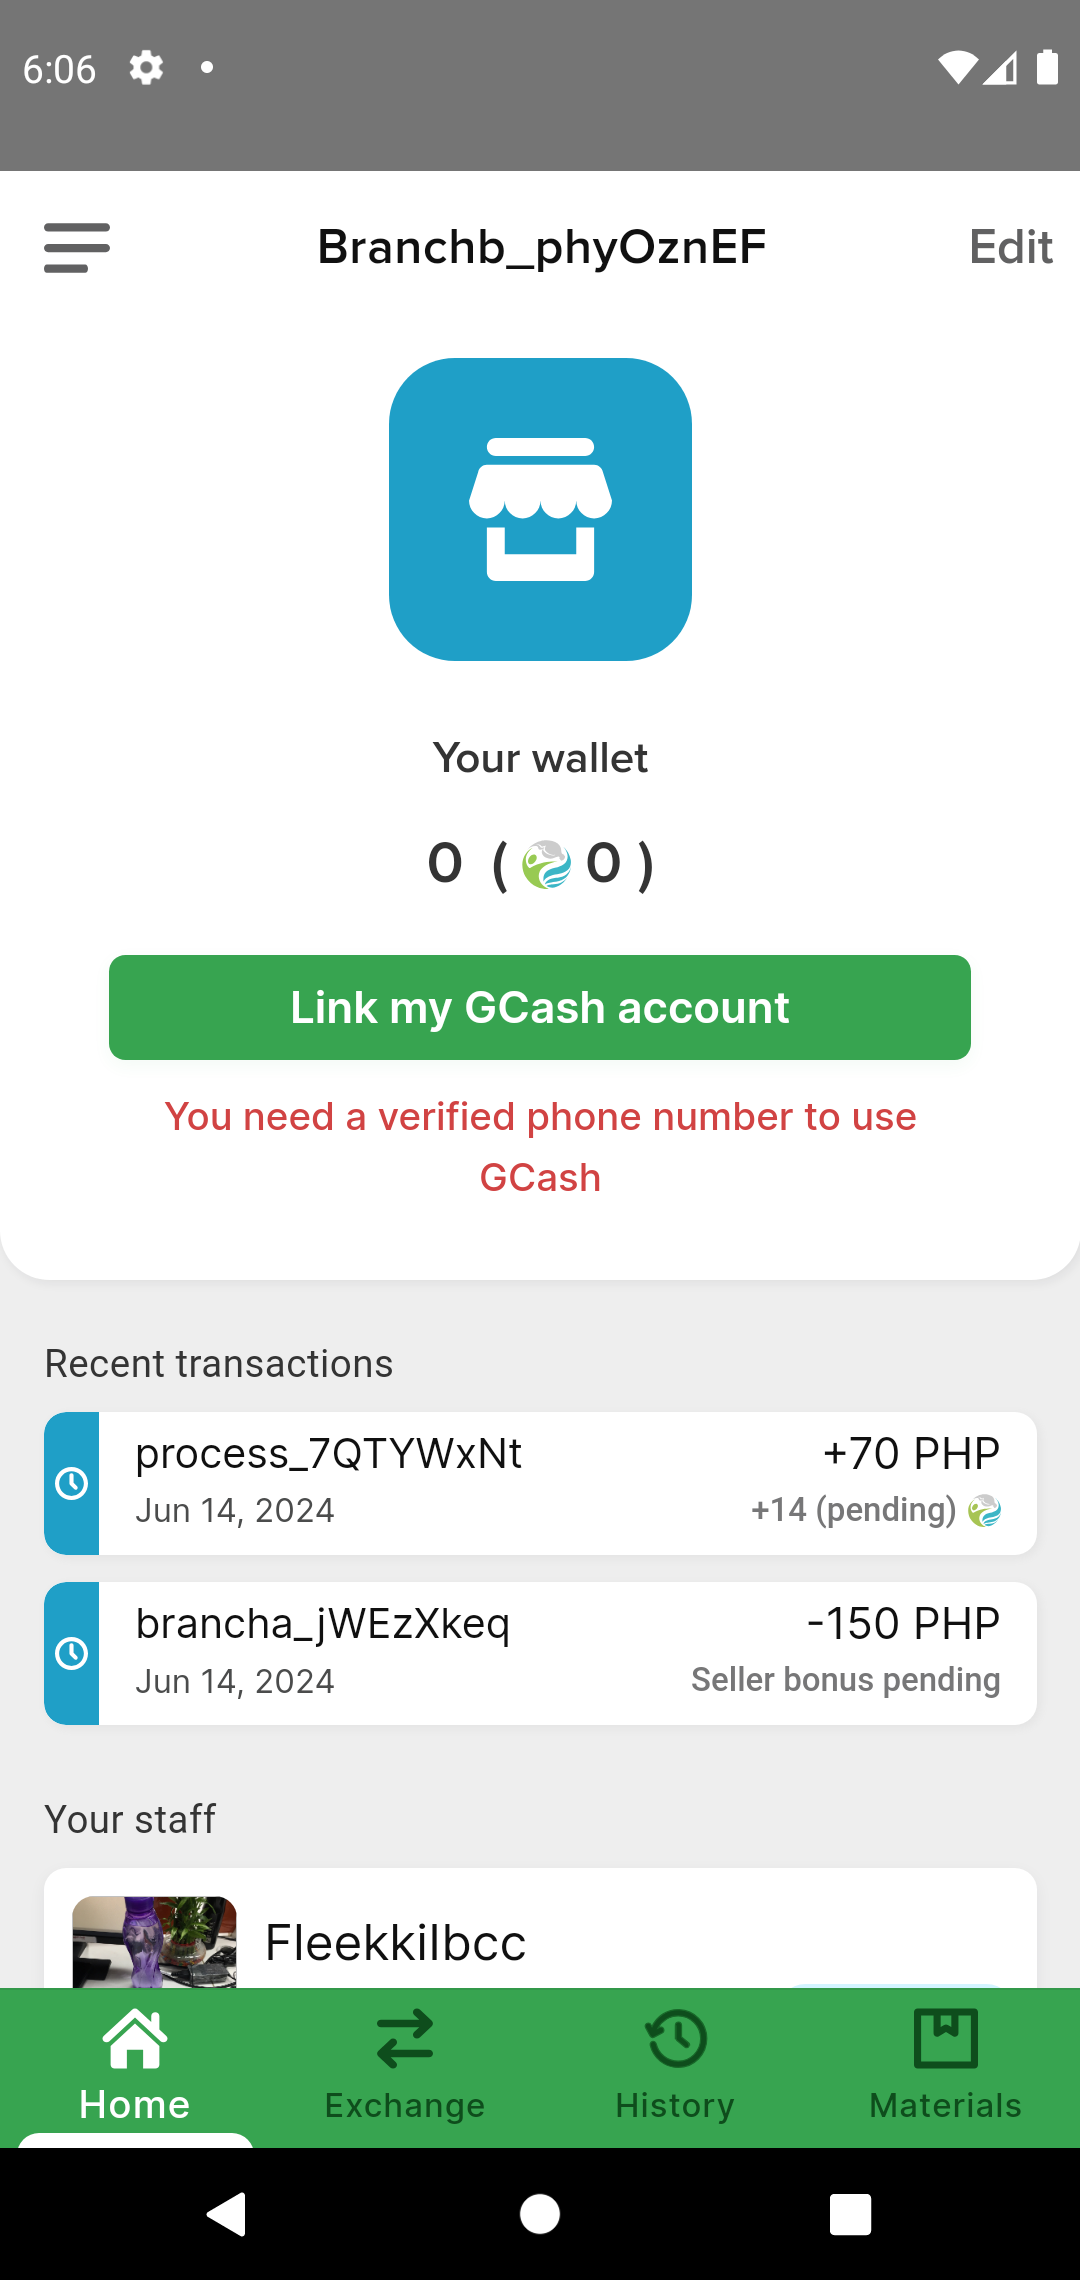 6:06
Branchb_phyOznEF
Edit
Your wallet
0 ( 0 )
Link my GCash account
You need a verified phone number to use
GCash
Recent transactions
process_7QTYWxNt
+70 PHP
Jun 14, 2024
+14 (pending)
brancha_jWEzXkeq
-150 PHP
Jun 14, 2024
Seller bonus pending
Your staff
Fleekkilbcc
Home
Exchange
History
Materials